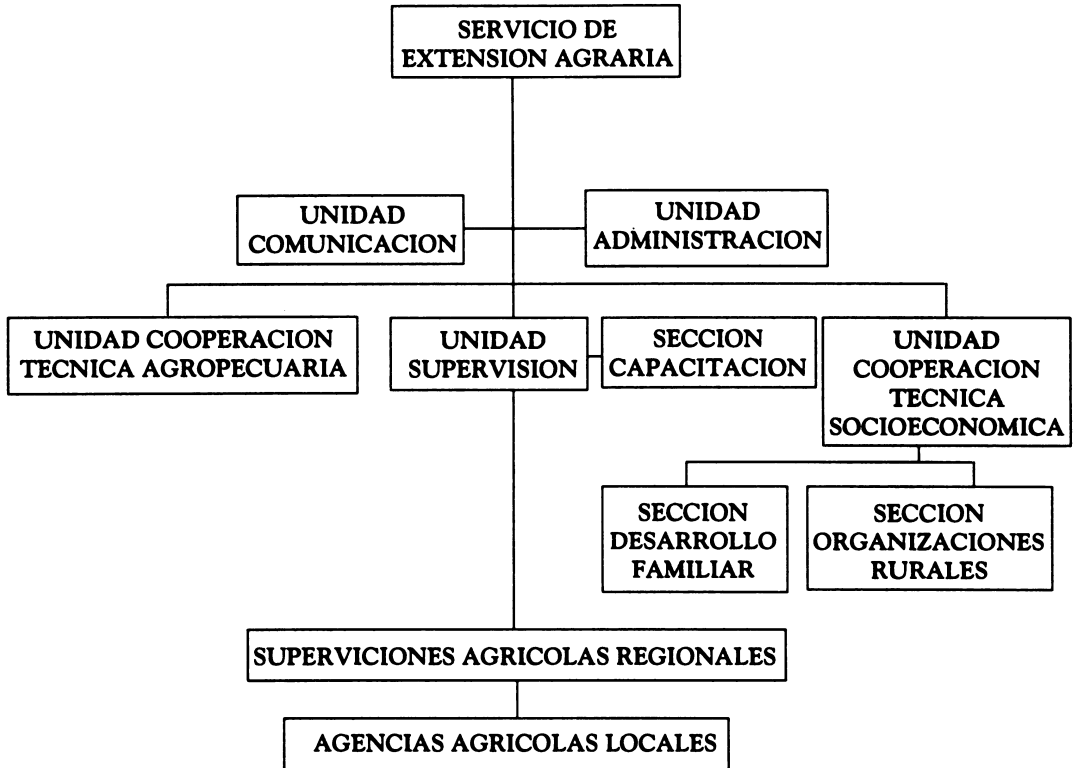 SERVICIO DE
EXTENSION AGRARIA
UNIDAD
COMUNICACION
UNIDAD
ADMINISTRACION
UNIDAD COOPERACION
TECNICA AGROPECUARIA
UNIDAD
SUPERVISION
SECCION
CAPACITACION
UNIDAD
COOPERACION
TECNICA
SOCIOECONOMICA
SECCION
DESARROLLO
FAMILIAR
SECCION
ORGANIZACIONES
RURALES
SUPERVICIONES AGRICOLAS REGIONALES
AGENCIAS AGRICOLAS LOCALES